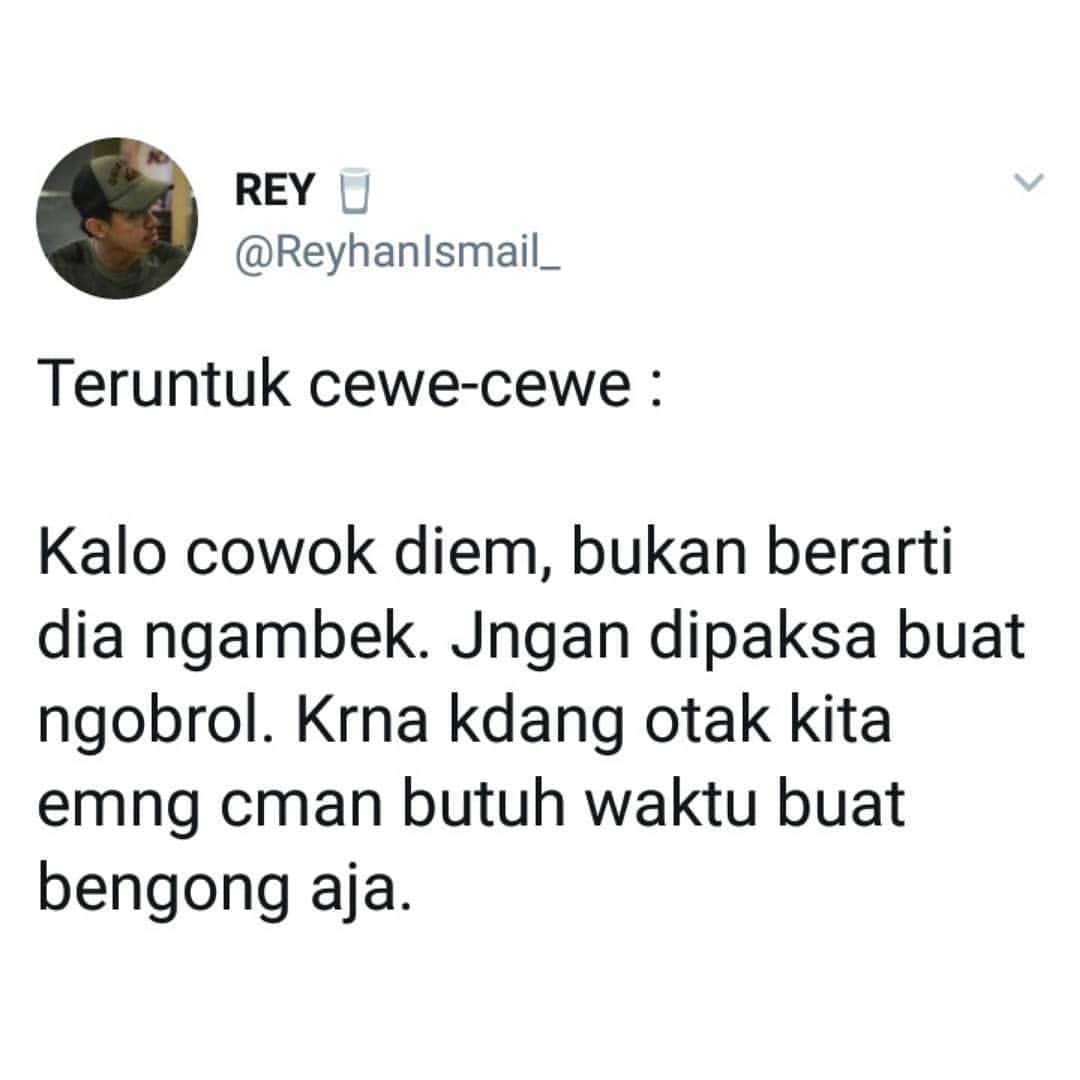 REY 🥛
@ReyhanIsmail_
Teruntuk cewe-cewe :
Kalo cowok diem, bukan berarti
dia ngambek. Jngan dipaksa buat
ngobrol. Krna kdang otak kita
emng cman butuh waktu buat
bengong aja.